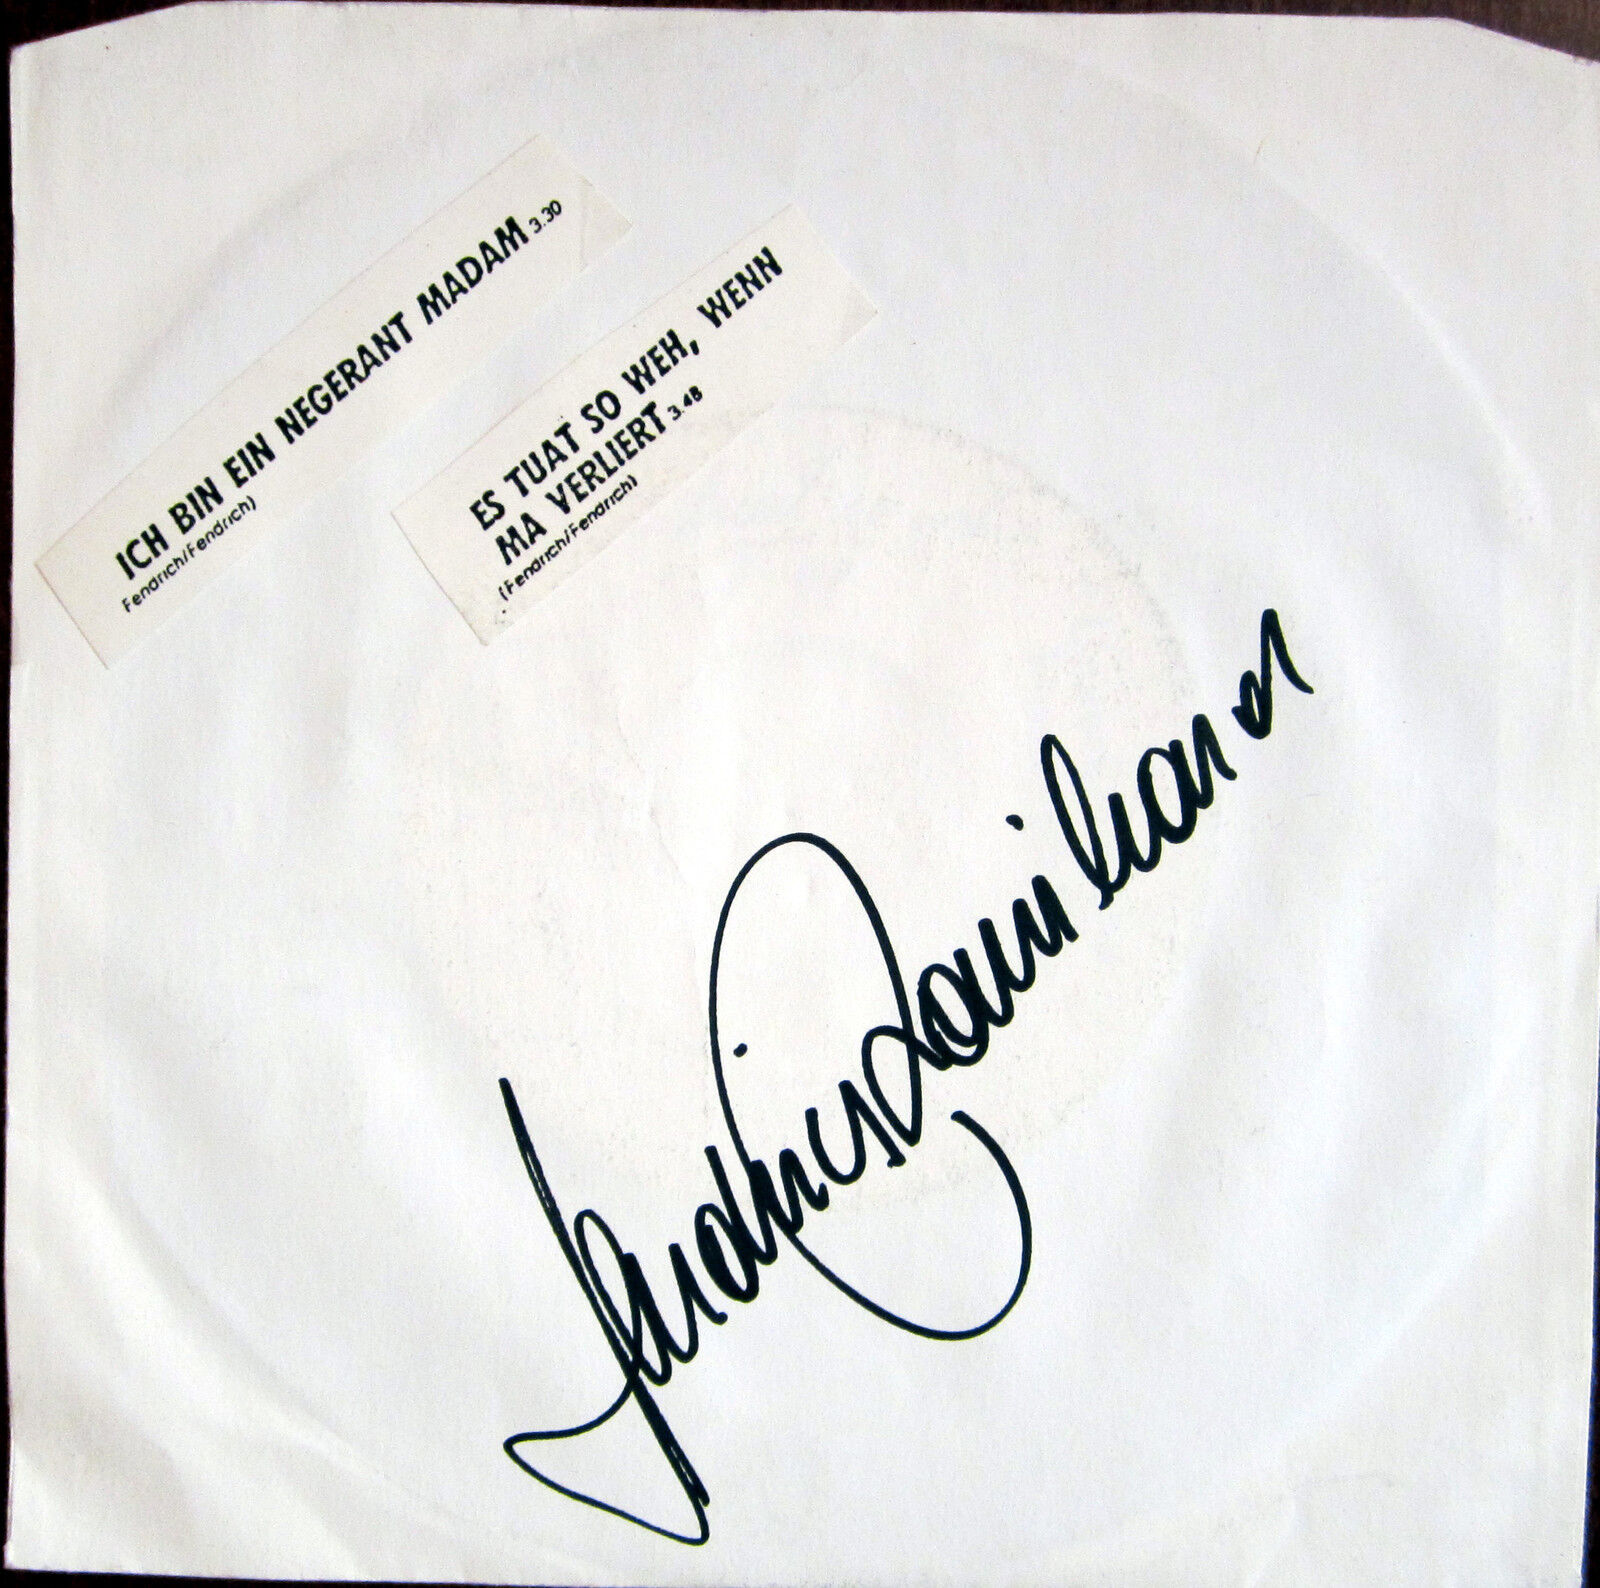 ICH BIN EIN NEGERANT MADAM 3.30
Fendrich/Fendrich)
ES TUAT SO WEH, WENN
MA VERLIERT 3.48
(Fendrich/Fendrich)